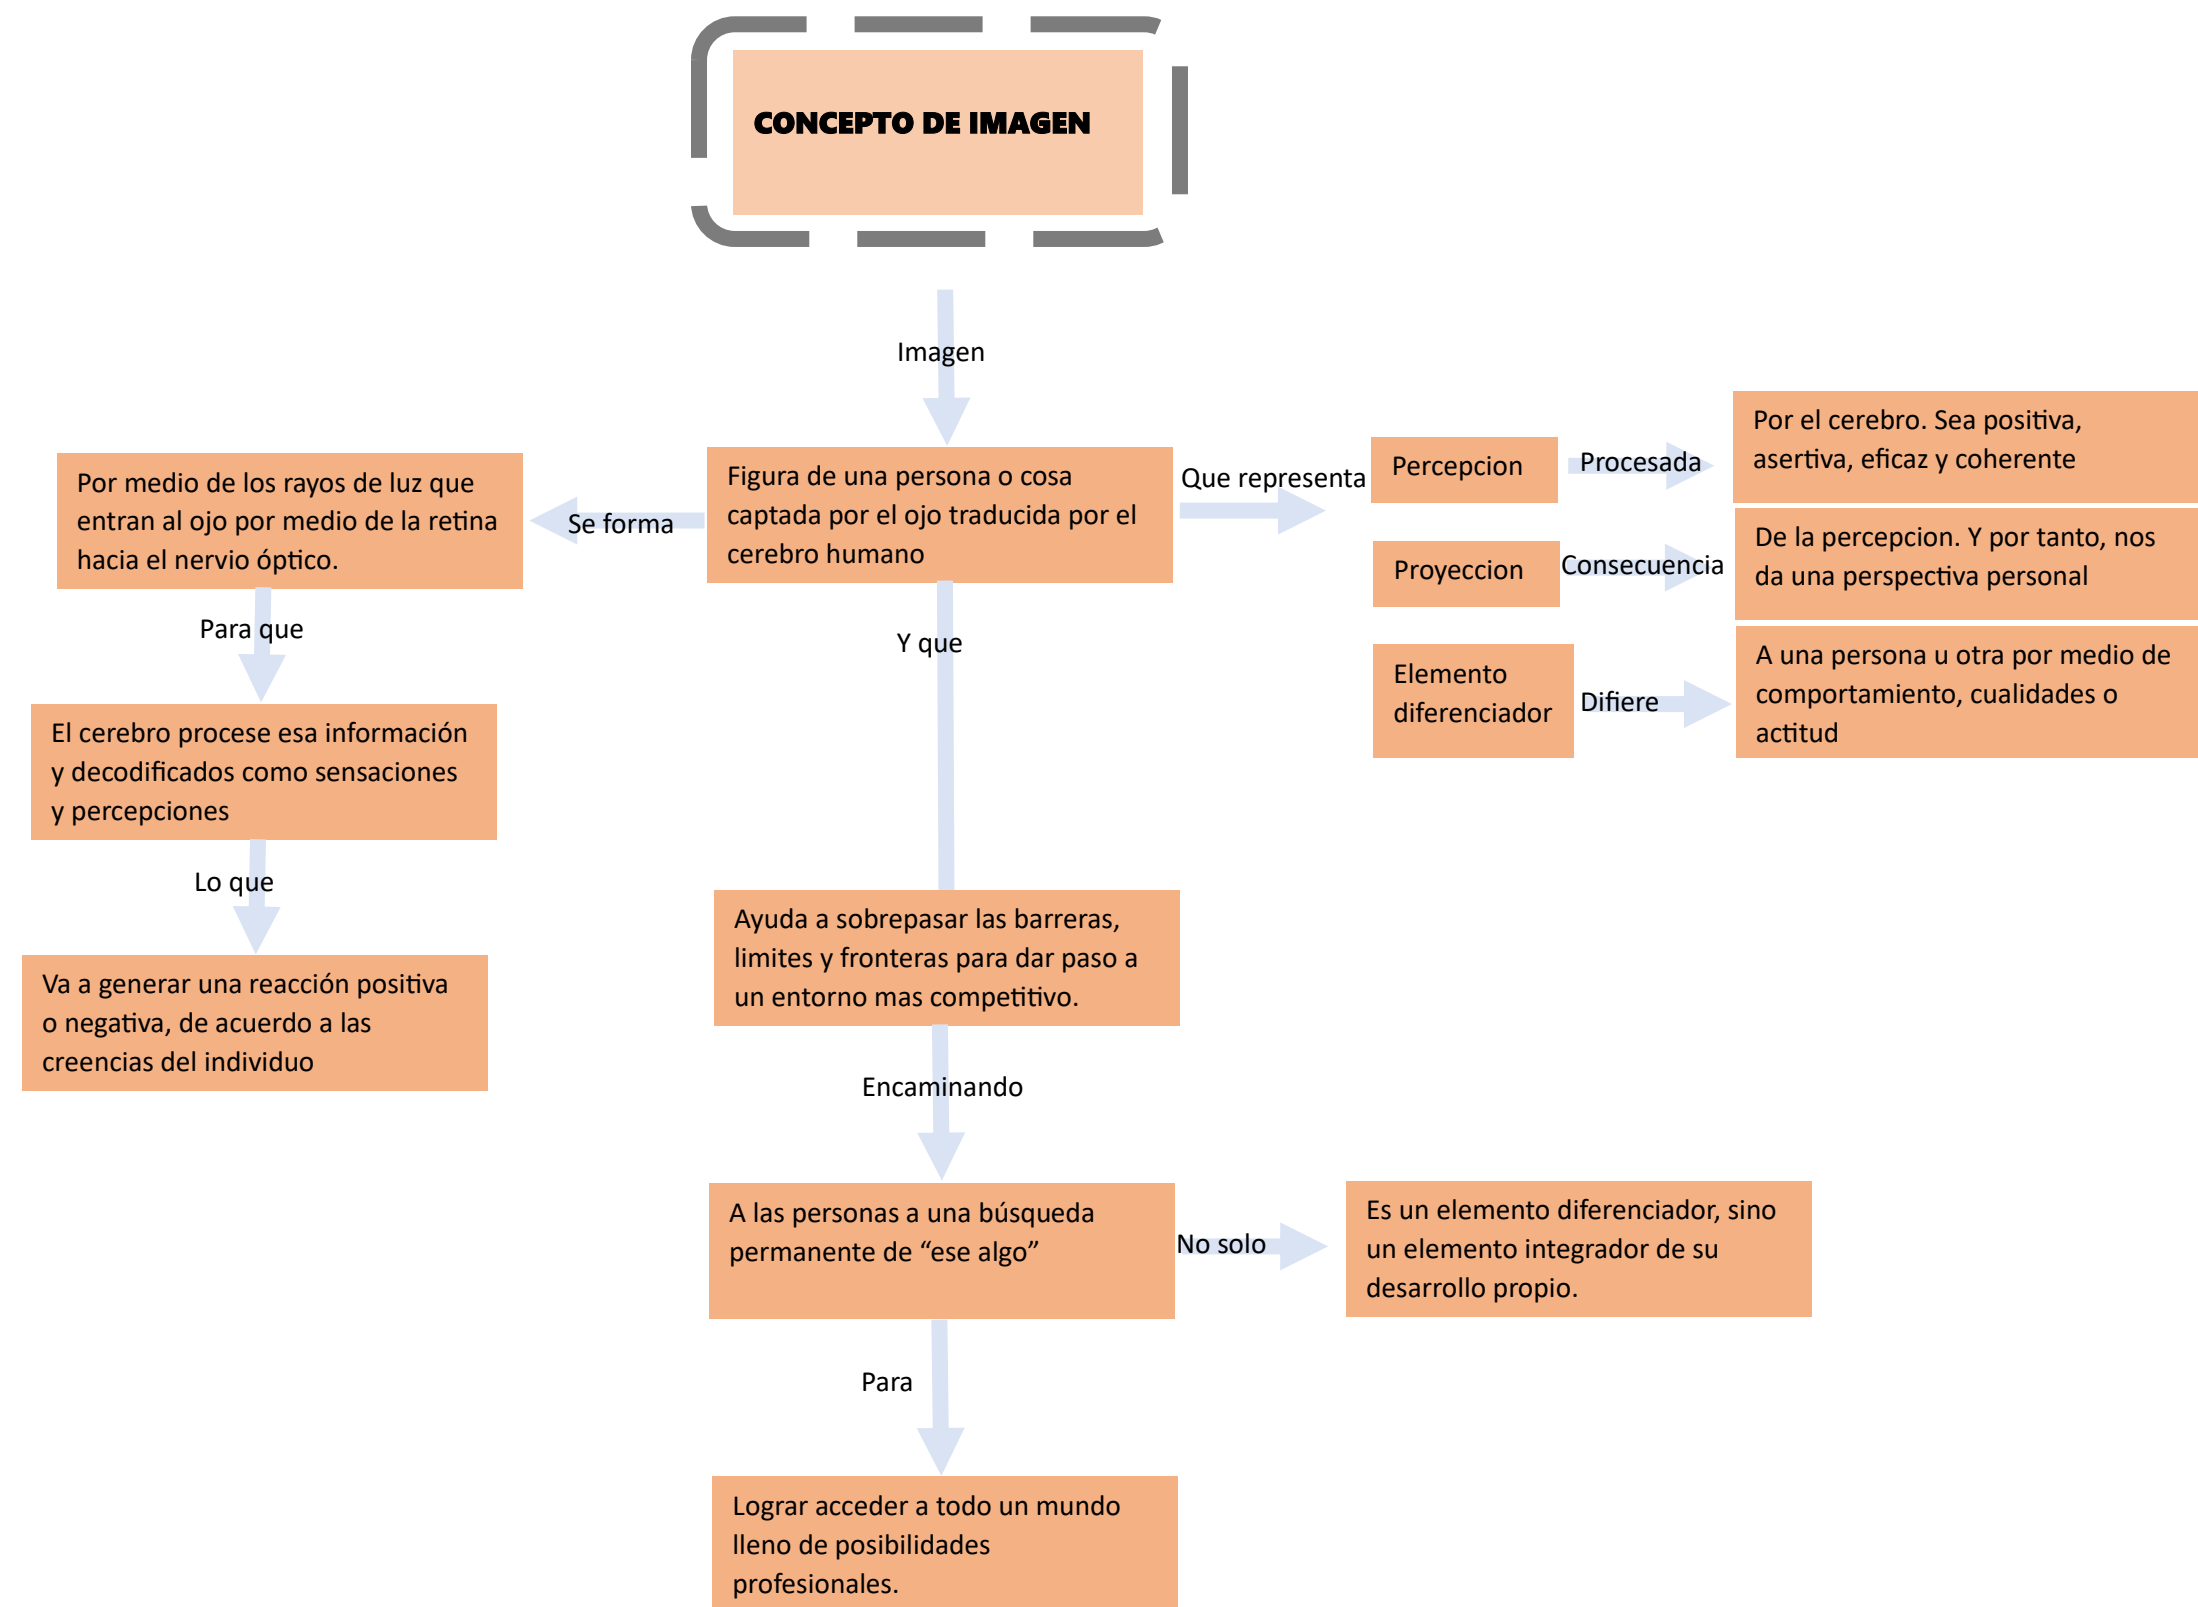 CONCEPTO DE IMAGEN
Imagen
Figura de una persona o cosa
captada por el ojo traducida por el
cerebro humano
Se forma
Por medio de los rayos de luz que
entran al ojo por medio de la retina
hacia el nervio óptico.
Para que
El cerebro procese esa información
y decodificados como sensaciones
y percepciones
Lo que
Va a generar una reacción positiva
o negativa, de acuerdo a las
creencias del individuo
Que representa
Percepcion
Procesada
Por el cerebro. Sea positiva,
asertiva, eficaz y coherente
Proyeccion
Consecuencia
De la percepcion. Y por tanto, nos
da una perspectiva personal
Elemento
diferenciador
Difiere
A una persona u otra por medio de
comportamiento, cualidades o
actitud
Y que
Ayuda a sobrepasar las barreras,
limites y fronteras para dar paso a
un entorno mas competitivo.
Encaminando
A las personas a una búsqueda
permanente de “ese algo”
No solo
Es un elemento diferenciador, sino
un elemento integrador de su
desarrollo propio.
Para
Lograr acceder a todo un mundo
lleno de posibilidades
profesionales.